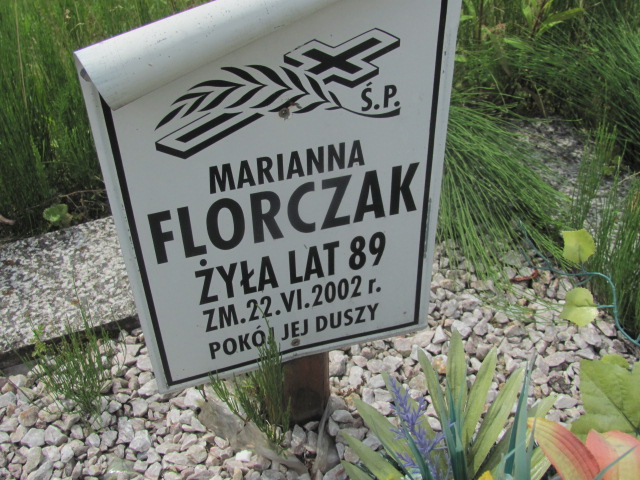 Ś.P.
MARIANNA
FLORCZAK
ŻYŁA LAT 89
ZM.22.VI.2002 r.
POKÓJ JEJ DUSZY